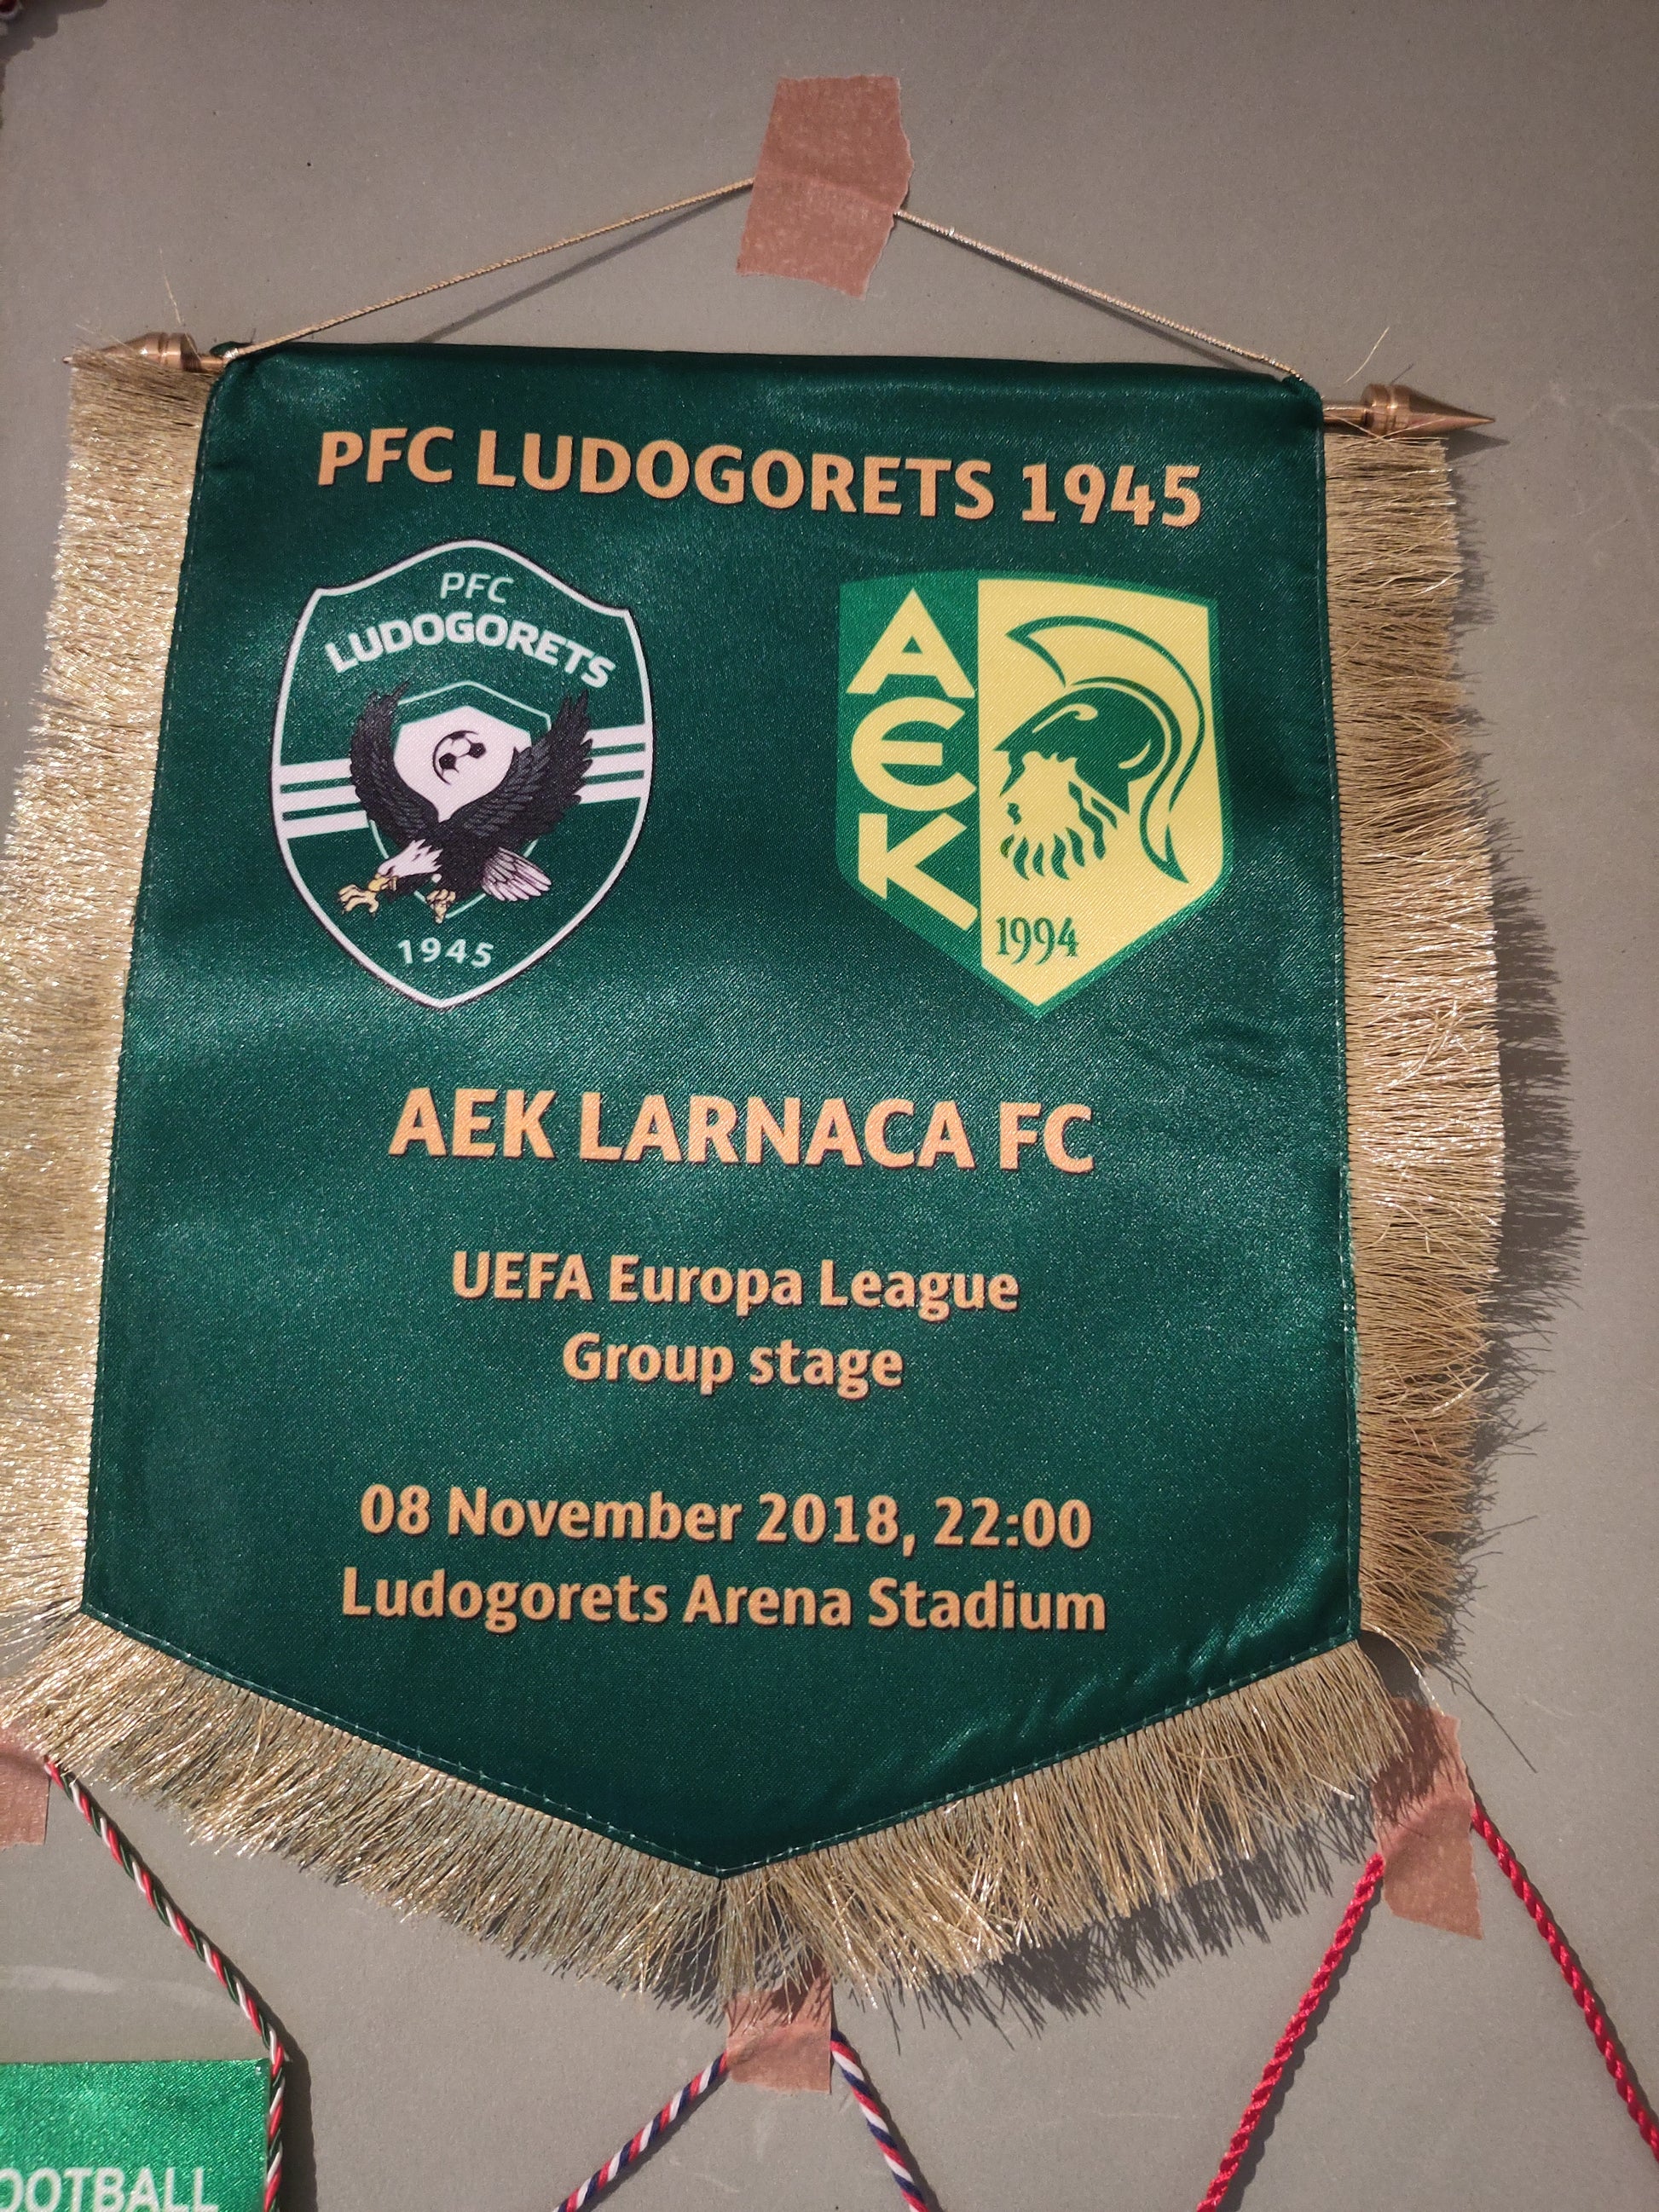 PFC LUDOGORETS 1945
PFC
LUDOGORETS
1945
AEK
1994
AEK LARNACA FC
UEFA Europa League
Group stage
08 November 2018, 22:00
Ludogorets Arena Stadium